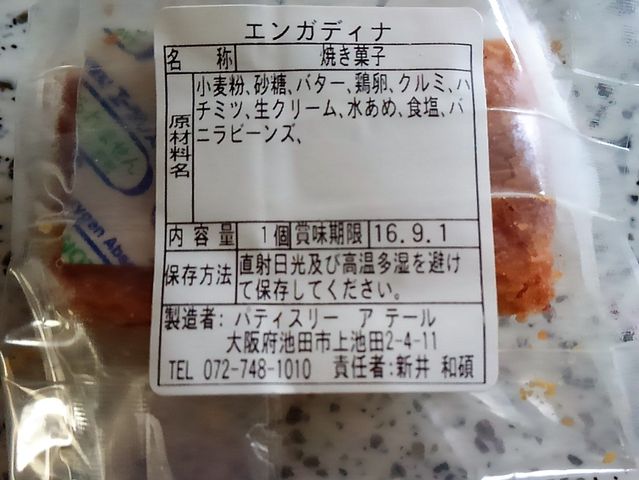 エンガディナ
名 称 焼き菓子
原材料名
小麦粉、砂糖、バター、鶏卵、クルミ、ハ
チミツ、生クリーム、水あめ、食塩、バ
ニラビーンズ、
内容量 1個 賞味期限 16.9.1
保存方法 直射日光及び高温多湿を避け
て保存してください。
製造者: パティスリー ア テール
大阪府池田市上池田2-4-11
TEL 072-748-1010 責任者:新井 和碩